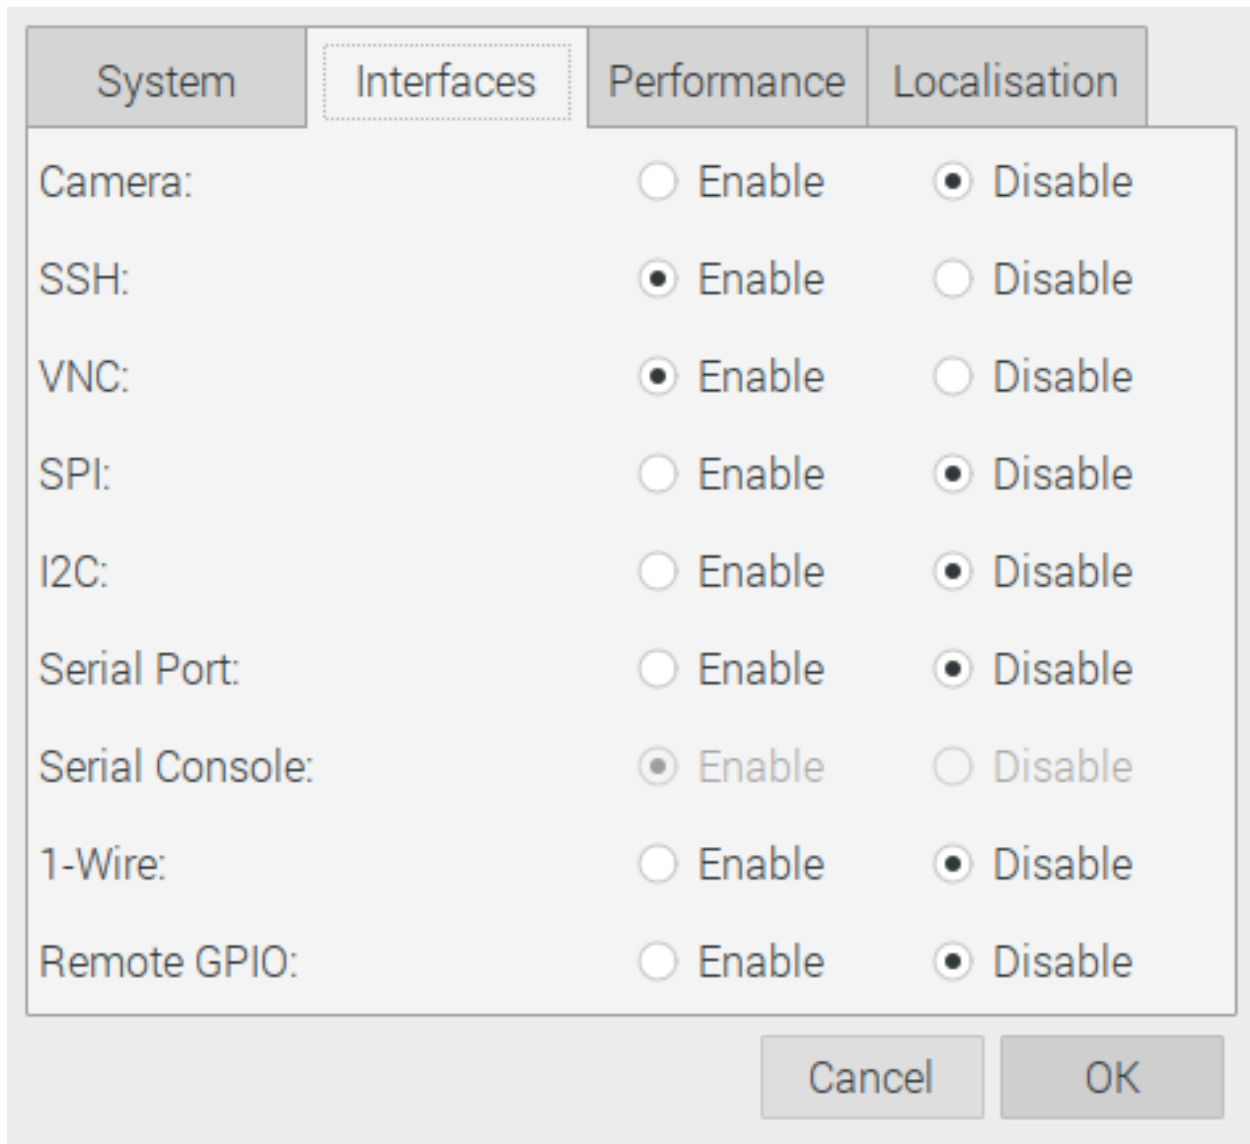 System Interfaces Performance Localisation
Camera: Enable Disable
SSH: Enable Disable
VNC: Enable Disable
SPI: Enable Disable
I2C: Enable Disable
Serial Port: Enable Disable
Serial Console: Enable Disable
1-Wire: Enable Disable
Remote GPIO: Enable Disable
Cancel OK